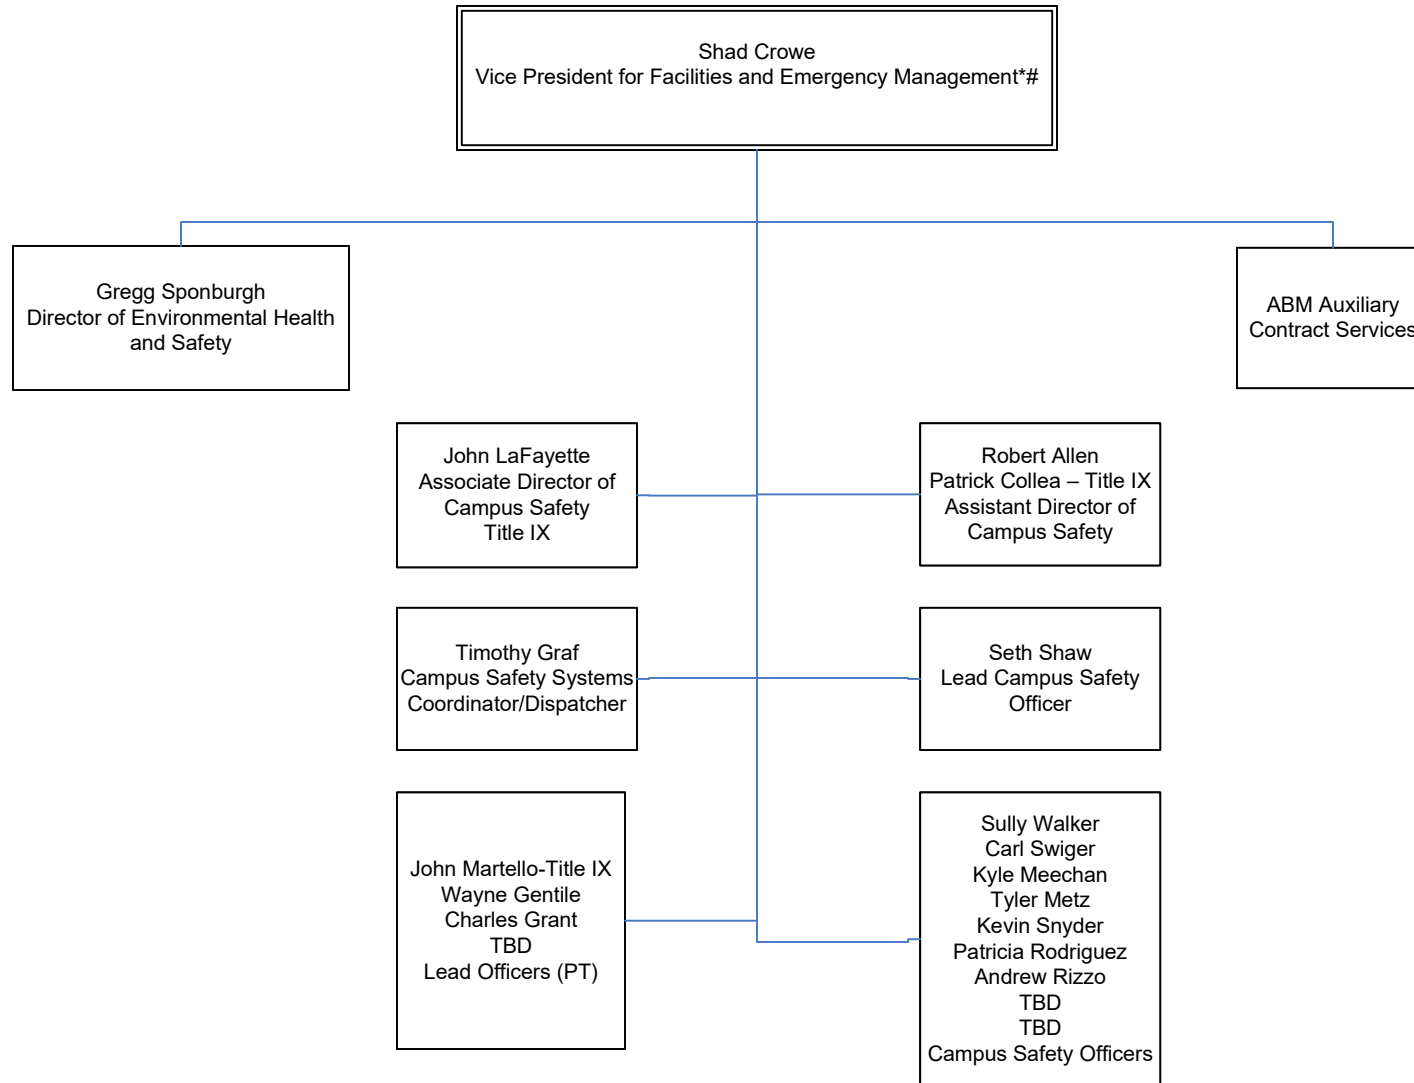 Shad Crowe
Vice President for Facilities and Emergency Management*#
Gregg Sponburgh
Director of Environmental Health
and Safety
ABM Auxiliary
Contract Services
John LaFayette
Associate Director of
Campus Safety
Title IX
Robert Allen
Patrick Collea – Title IX
Assistant Director of
Campus Safety
Timothy Graf
Campus Safety Systems
Coordinator/Dispatcher
Seth Shaw
Lead Campus Safety
Officer
John Martello-Title IX
Wayne Gentile
Charles Grant
TBD
Lead Officers (PT)
Sully Walker
Carl Swiger
Kyle Meechan
Tyler Metz
Kevin Snyder
Patricia Rodriguez
Andrew Rizzo
TBD
TBD
Campus Safety Officers